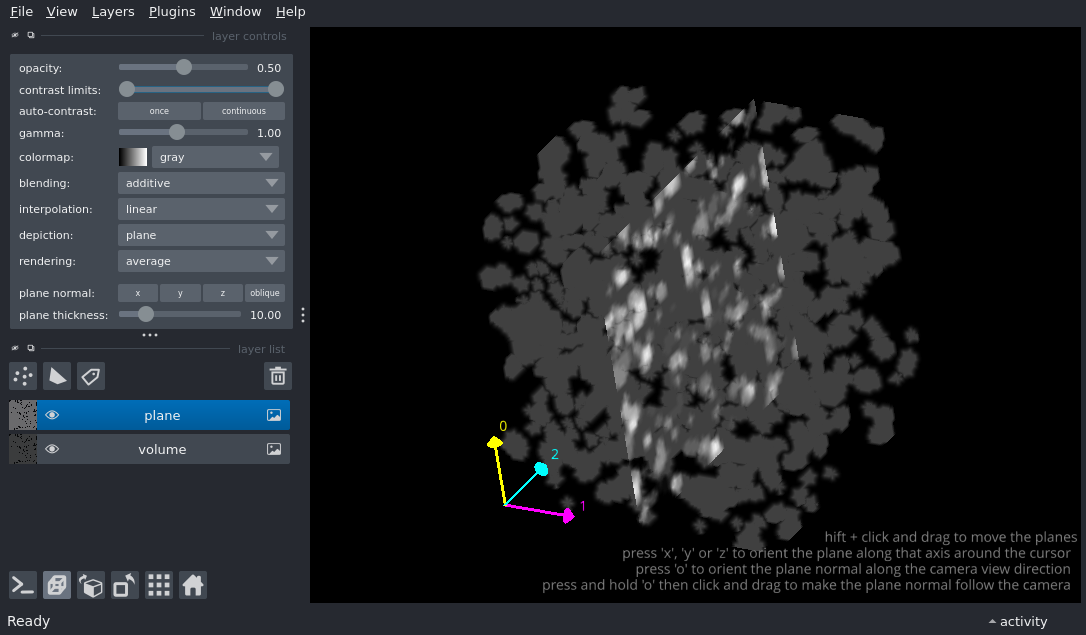 File View Layers Plugins Window Help
layer controls
opacity: 0.50
contrast limits:
auto-contrast: once continuous
gamma: 1.00
colormap: gray
blending: additive
interpolation: linear
depiction: plane
rendering: average
plane normal: x y z oblique
plane thickness: 10.00
layer list
plane
volume
0
2
1
hift + click and drag to move the planes
press 'x', 'y' or 'z' to orient the plane along that axis around the cursor
press 'o' to orient the plane normal along the camera view direction
press and hold 'o' then click and drag to make the plane normal follow the camera
Ready
activity